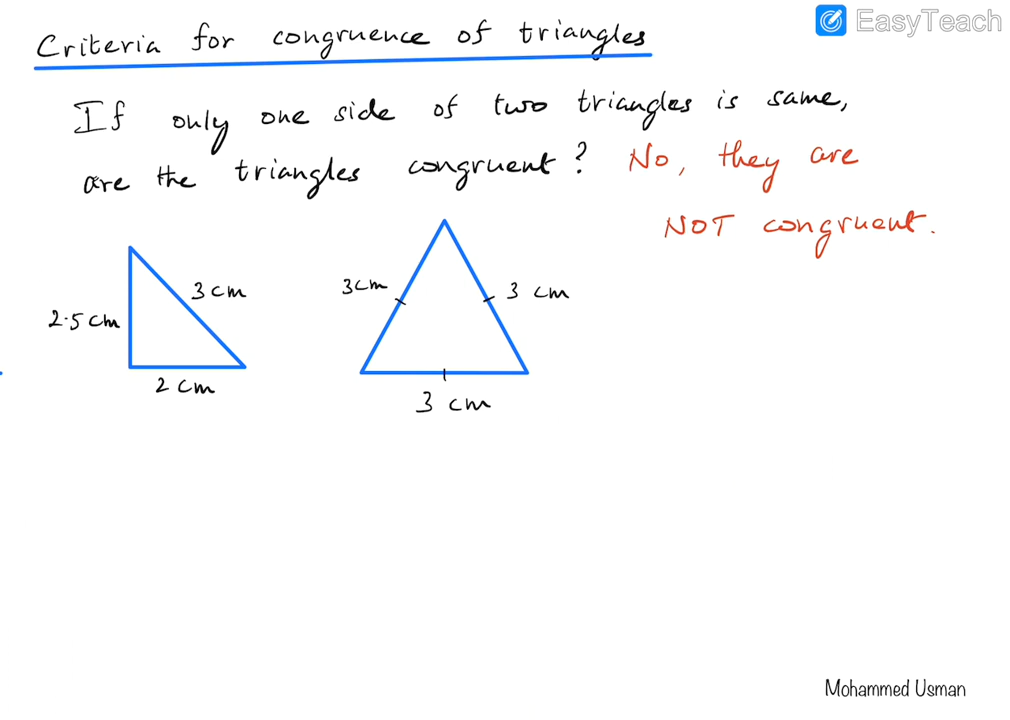 EasyTeach
Criteria for congruence of triangles
If only one side of two triangles is same,
are the triangles congruent? No, they are
NOT congruent.
3 cm
2.5 cm
2 cm
3cm
3 cm
3 cm
Mohammed Usman